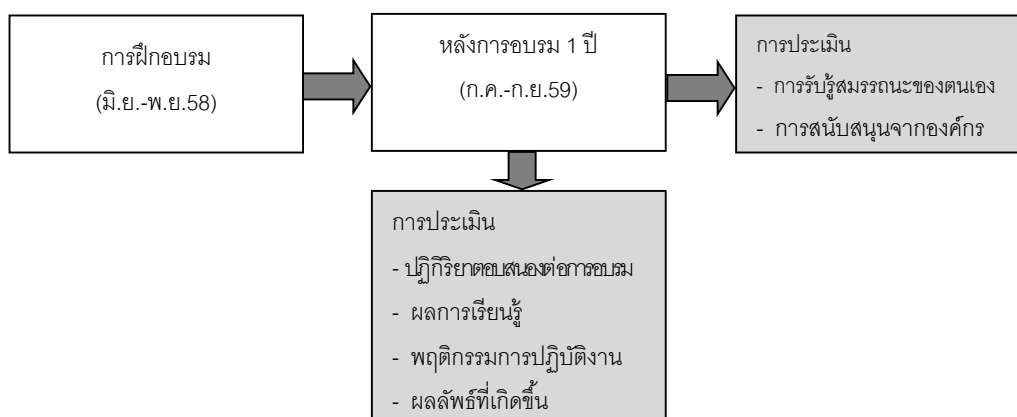 การฝึกอบรม
(มิ.ย.-พ.ย.58)
หลังการอบรม 1 ปี
(ก.ค.-ก.ย.59)
การประเมิน
- การรับรู้สมรรถนะของตนเอง
- การสนับสนุนจากองค์กร
การประเมิน
- ปฏิกิริยาตอบสนองต่อการอบรม
- ผลการเรียนรู้
- พฤติกรรมการปฏิบัติงาน
- ผลลัพธ์ที่เกิดขึ้น